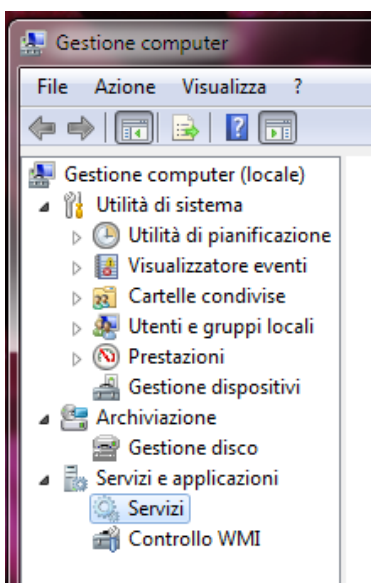 Gestione computer
File Azione Visualizza ?
Gestione computer (locale)
Utilità di sistema
Utilità di pianificazione
Visualizzatore eventi
Cartelle condivise
Utenti e gruppi locali
Prestazioni
Gestione dispositivi
Archiviazione
Gestione disco
Servizi e applicazioni
Servizi
Controllo WMI